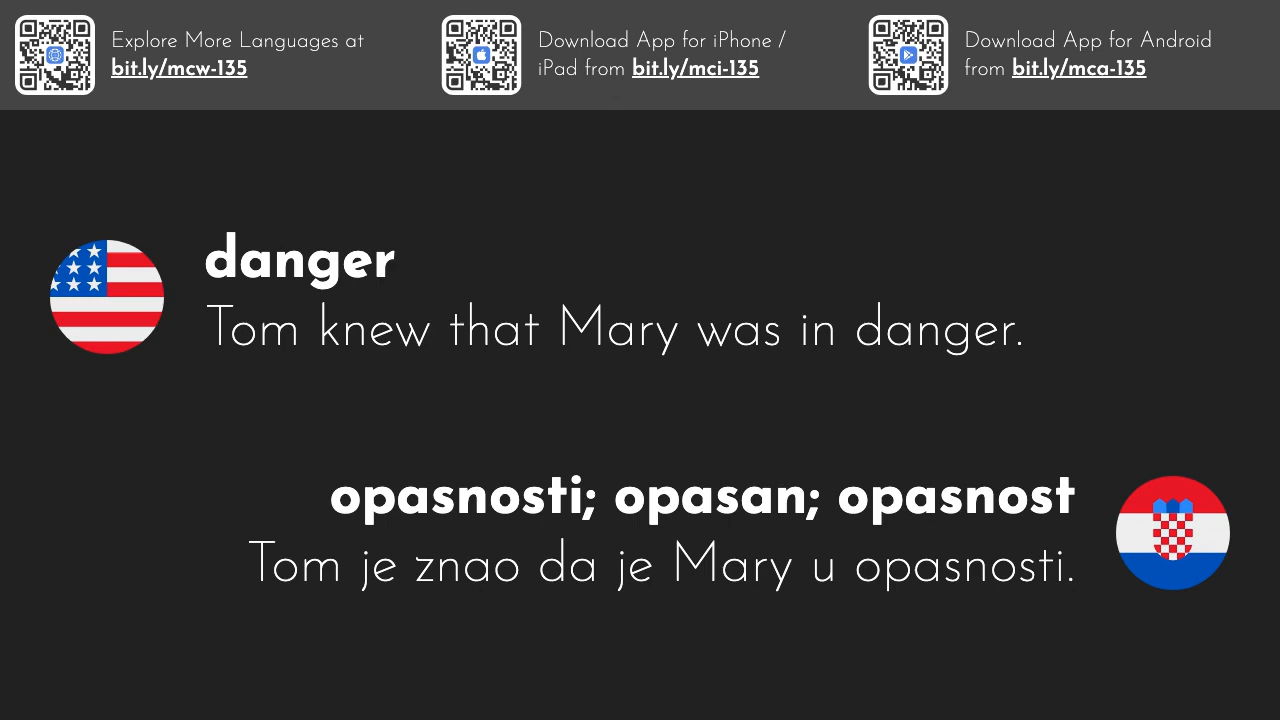 Explore More Languages at
bit.ly/mcw-135
Download App for iPhone /
iPad from bit.ly/mci-135
Download App for Android
from bit.ly/mca-135
danger
Tom knew that Mary was in danger.
opasnosti; opasan; opasnost
Tom je znao da je Mary u opasnosti.